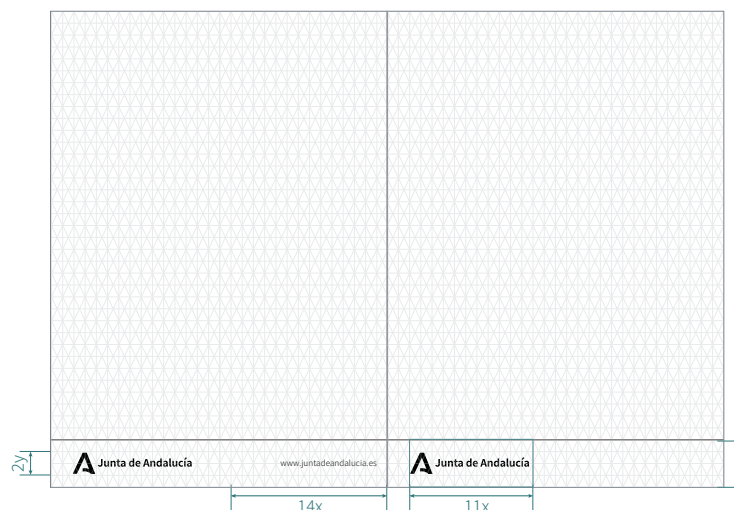 2y
Junta de Andalucía
www.juntadeandalucia.es
Junta de Andalucía
14x
11x